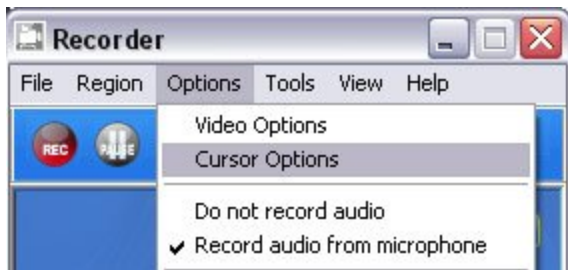 Recorder
File Region Options Tools View Help
REC PAUSE
Video Options
Cursor Options
Do not record audio
Record audio from microphone